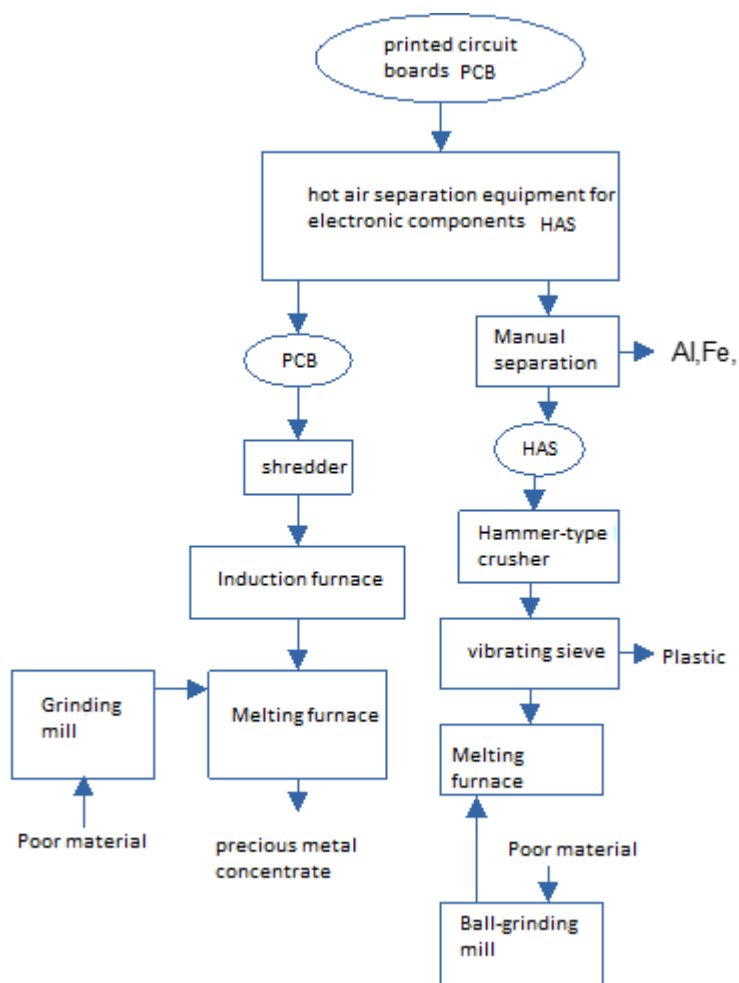 printed circuit
boards PCB
hot air separation equipment for
electronic components HAS
PCB
Manual
separation
Al,Fe,
HAS
shredder
Hammer-type
crusher
Induction furnace
vibrating sieve
Plastic
Grinding
mill
Melting furnace
Melting
furnace
Poor material
precious metal
concentrate
Poor material
Ball-grinding
mill